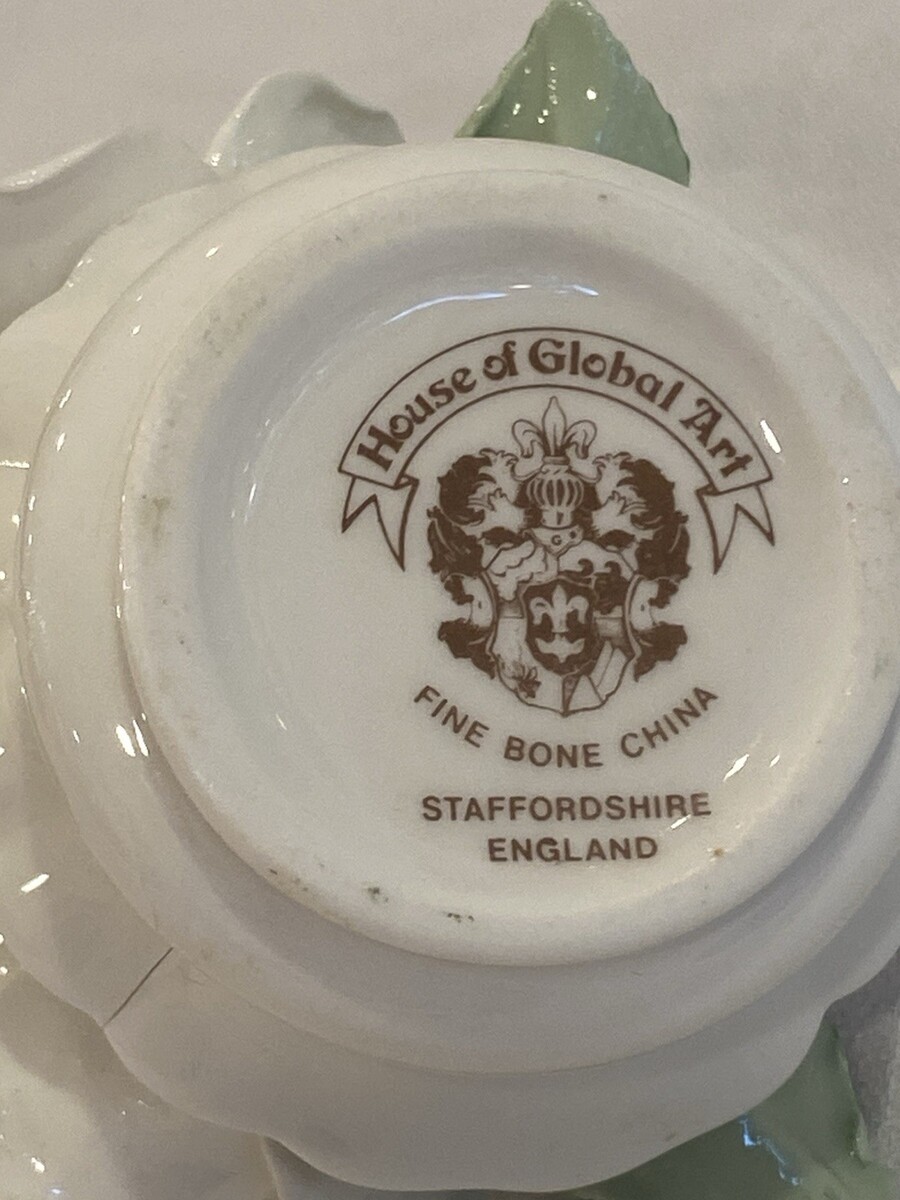 House of Global Art
G
FINE BONE CHINA
STAFFORDSHIRE
ENGLAND